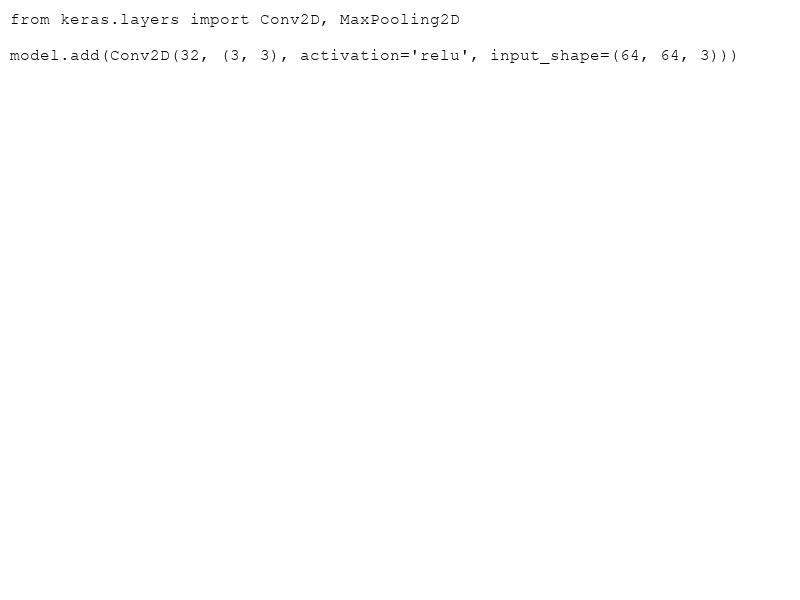 from keras.layers import Conv2D, MaxPooling2D
model.add(Conv2D(32, (3, 3), activation='relu', input_shape=(64, 64, 3)))